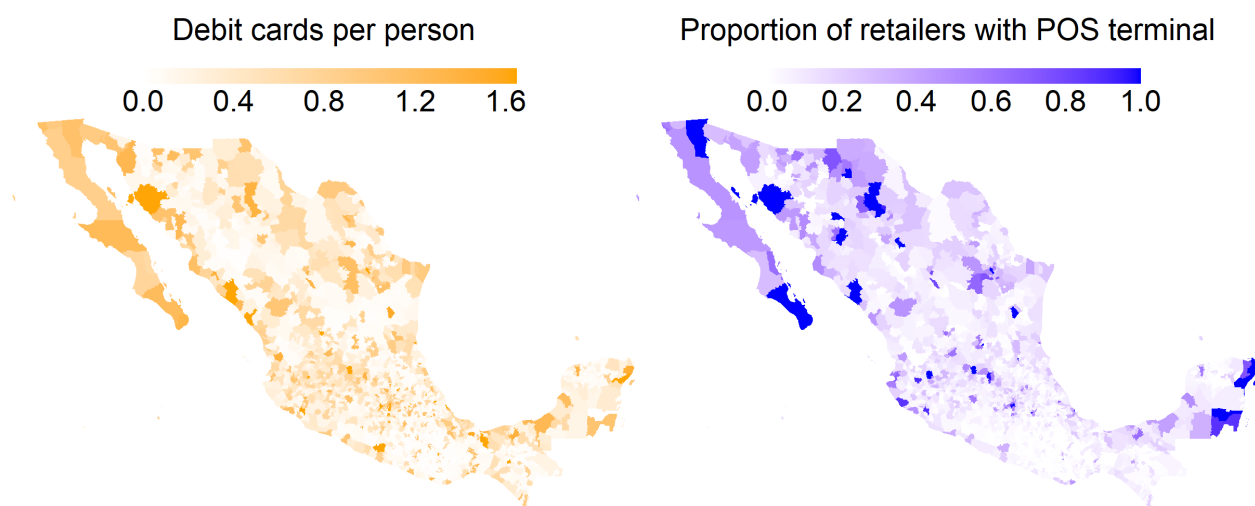 Debit cards per person
0.0 0.4 0.8 1.2 1.6
Proportion of retailers with POS terminal
0.0 0.2 0.4 0.6 0.8 1.0